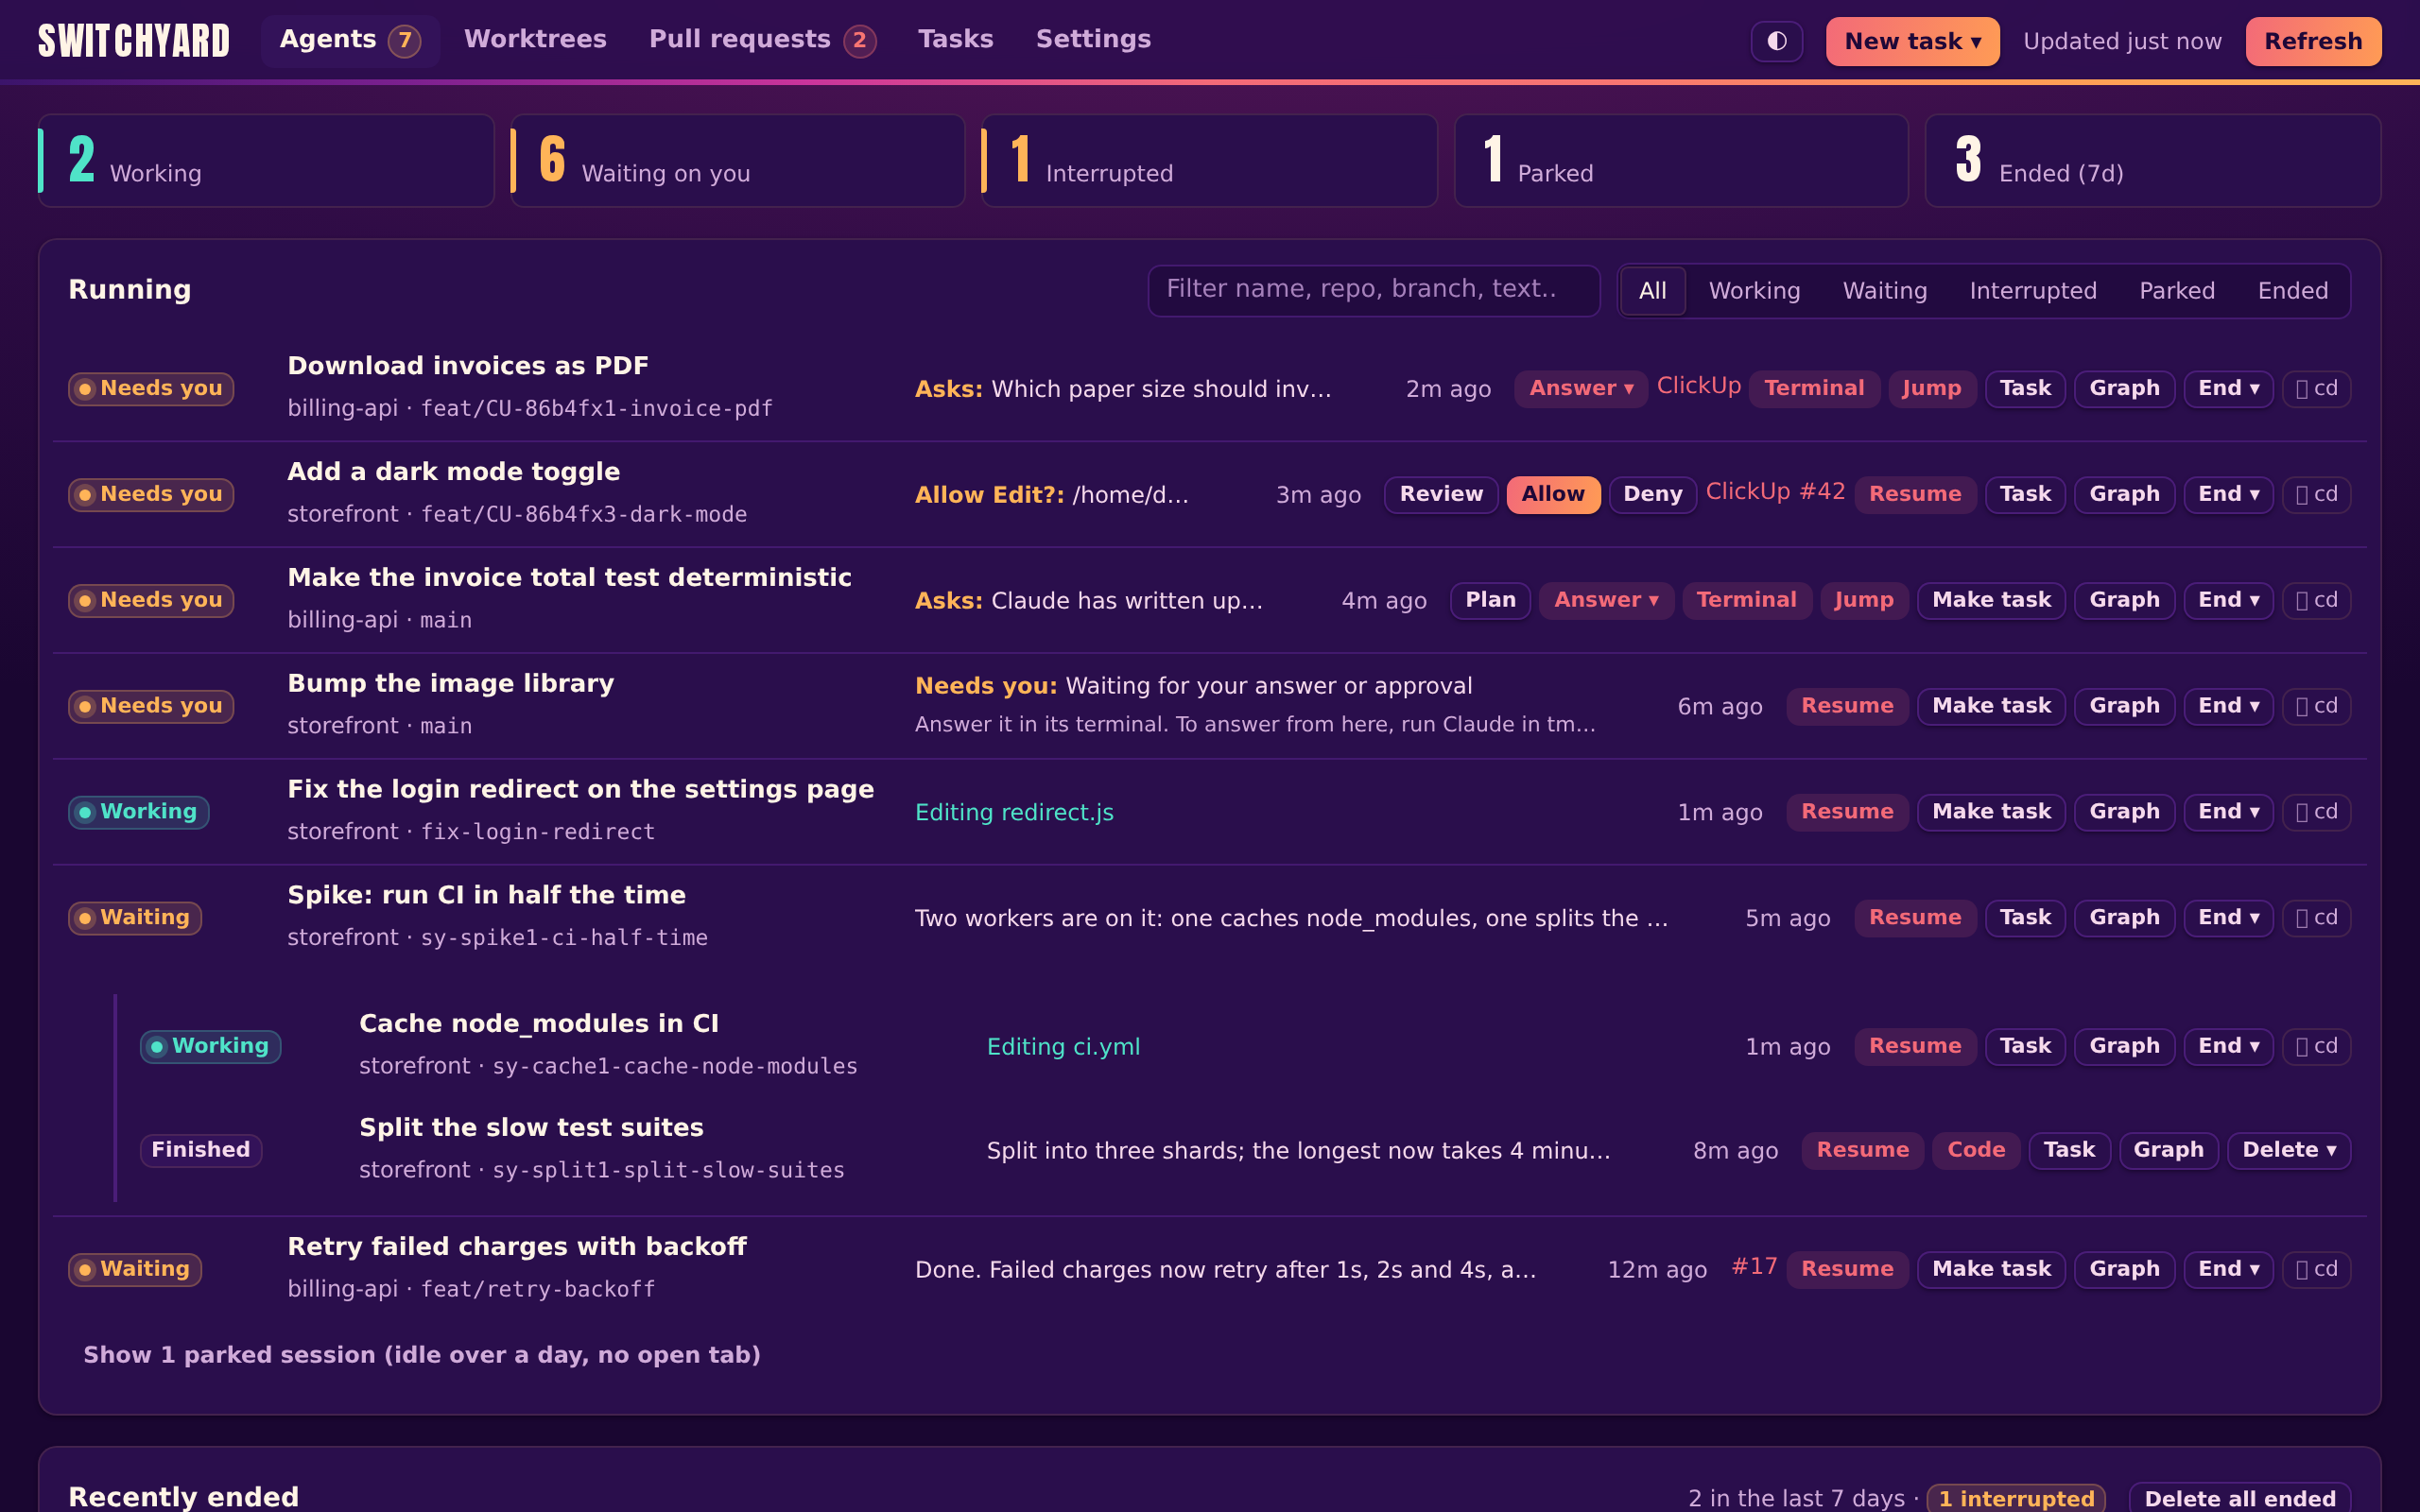 SWITCHYARD Agents 7 Worktrees Pull requests 2 Tasks Settings ◐ New task ▾ Updated just now Refresh
2 Working 6 Waiting on you 1 Interrupted 1 Parked 3 Ended (7d)
Running Filter name, repo, branch, text.. All Working Waiting Interrupted Parked Ended
Download invoices as PDF
Needs you Asks: Which paper size should inv… 2m ago Answer ▾ ClickUp Terminal Jump Task Graph End ▾ cd
billing-api · feat/CU-86b4fx1-invoice-pdf
Add a dark mode toggle
Needs you Allow Edit?: /home/d… 3m ago Review Allow Deny ClickUp #42 Resume Task Graph End ▾ cd
storefront · feat/CU-86b4fx3-dark-mode
Make the invoice total test deterministic
Needs you Asks: Claude has written up… 4m ago Plan Answer ▾ Terminal Jump Make task Graph End ▾ cd
billing-api · main
Bump the image library Needs you: Waiting for your answer or approval
Needs you 6m ago Resume Make task Graph End ▾ cd
storefront · main Answer it in its terminal. To answer from here, run Claude in tm…
Fix the login redirect on the settings page
Working Editing redirect.js 1m ago Resume Make task Graph End ▾ cd
storefront · fix-login-redirect
Spike: run CI in half the time
Waiting Two workers are on it: one caches node_modules, one splits the … 5m ago Resume Task Graph End ▾ cd
storefront · sy-spike1-ci-half-time
Cache node_modules in CI
Working Editing ci.yml 1m ago Resume Task Graph End ▾ cd
storefront · sy-cache1-cache-node-modules
Split the slow test suites
Finished Split into three shards; the longest now takes 4 minu… 8m ago Resume Code Task Graph Delete ▾
storefront · sy-split1-split-slow-suites
Retry failed charges with backoff
Waiting Done. Failed charges now retry after 1s, 2s and 4s, a… 12m ago #17 Resume Make task Graph End ▾ cd
billing-api · feat/retry-backoff
Show 1 parked session (idle over a day, no open tab)
Recently ended 2 in the last 7 days · 1 interrupted Delete all ended